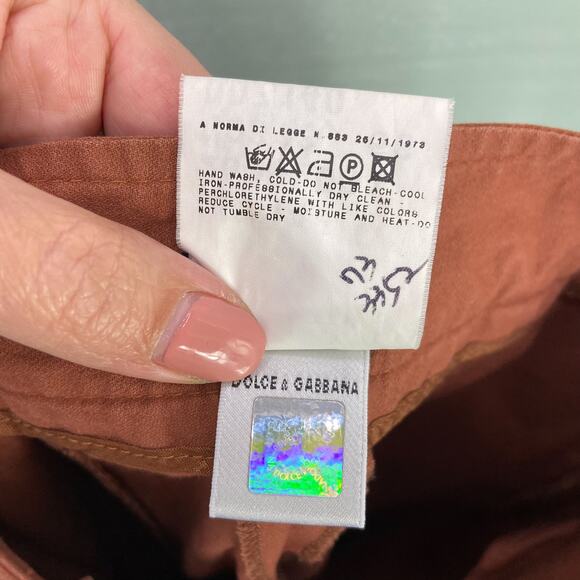 A NORMA DI LEGGE N.883 26/11/1973
P
HAND WASH, COLD-DO NOT BLEACH-COOL
IRON-PROFESSIONALLY DRY CLEAN -
PERCHLORETHYLENE WITH LIKE COLORS
REDUCE CYCLE - MOISTURE AND HEAT-DO
NOT TUMBLE DRY
DOLCE & GABBANA